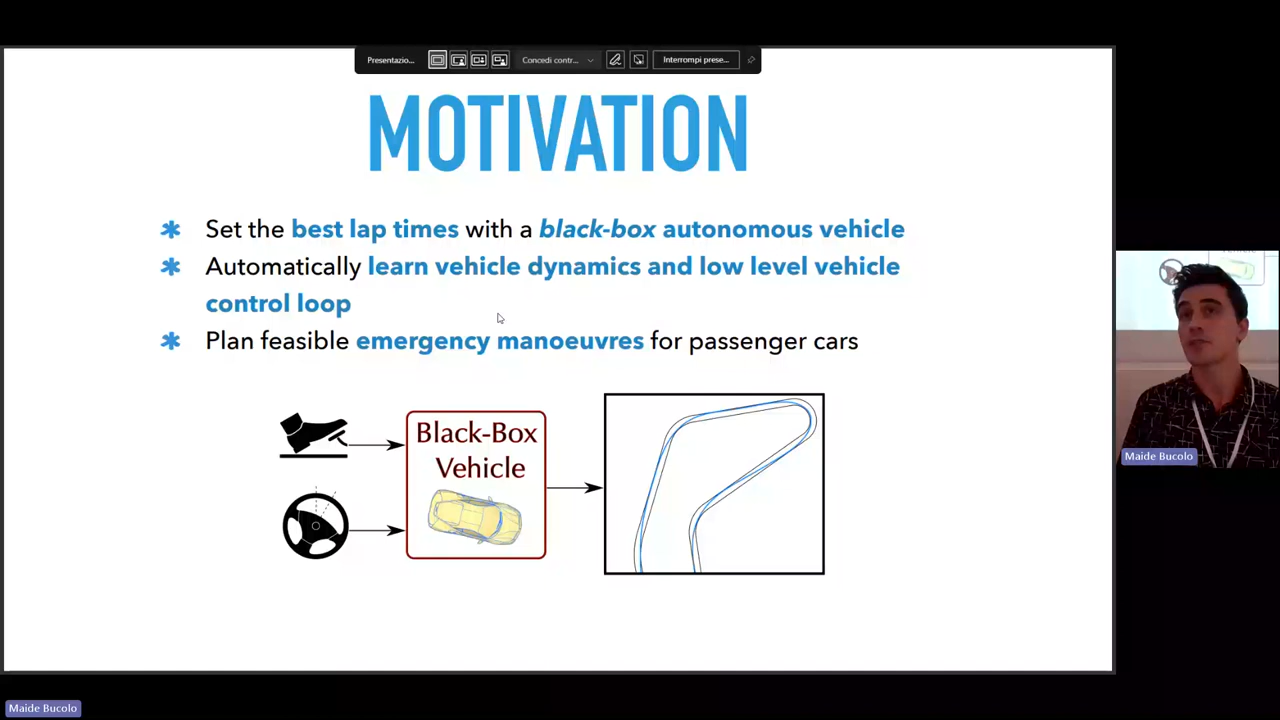 Presentazio...
Concedi contr...
Interrompi prese...
MOTIVATION
Set the best lap times with a black-box autonomous vehicle
Automatically learn vehicle dynamics and low level vehicle
control loop
Plan feasible emergency manoeuvres for passenger cars
Black-Box
Vehicle
Maide Bucolo
Maide Bucolo